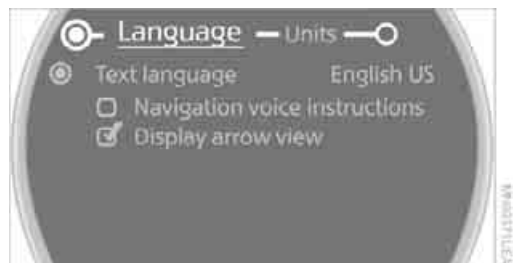 Language Units
Text language English US
Navigation voice instructions
Display arrow view